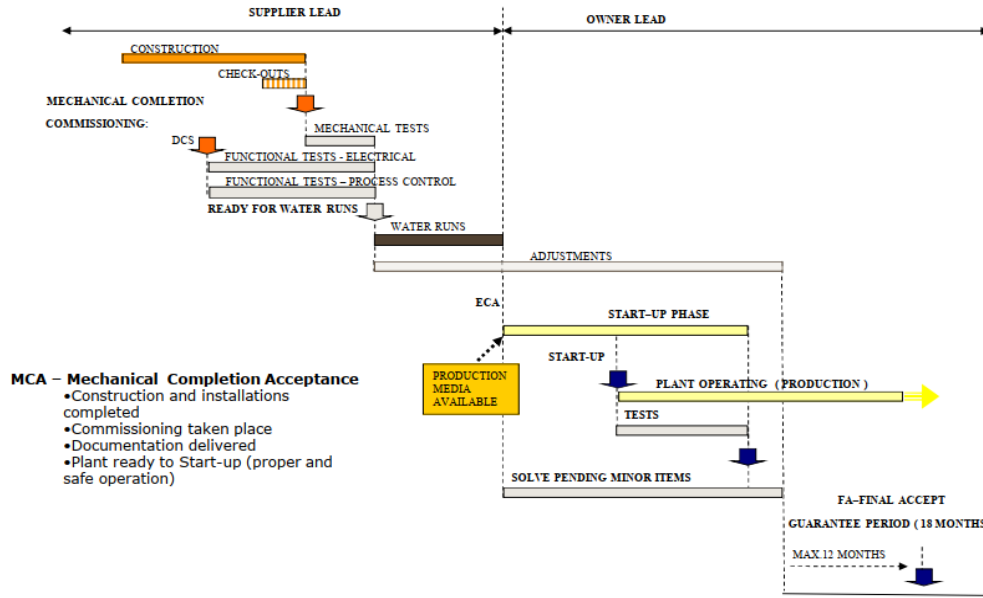 SUPPLIER LEAD
OWNER LEAD
CONSTRUCTION
CHECK-OUTS
MECHANICAL COMLETION
COMMISSIONING:
MECHANICAL TESTS
DCS
FUNCTIONAL TESTS - ELECTRICAL
FUNCTIONAL TESTS – PROCESS CONTROL
READY FOR WATER RUNS
WATER RUNS
ADJUSTMENTS
ECA
START–UP PHASE
START-UP
PRODUCTION
MEDIA
AVAILABLE
PLANT OPERATING ( PRODUCTION )
TESTS
MCA – Mechanical Completion Acceptance
•Construction and installations
completed
•Commissioning taken place
•Documentation delivered
•Plant ready to Start-up (proper and
safe operation)
SOLVE PENDING MINOR ITEMS
FA–FINAL ACCEPT
GUARANTEE PERIOD ( 18 MONTHS
MAX.12 MONTHS